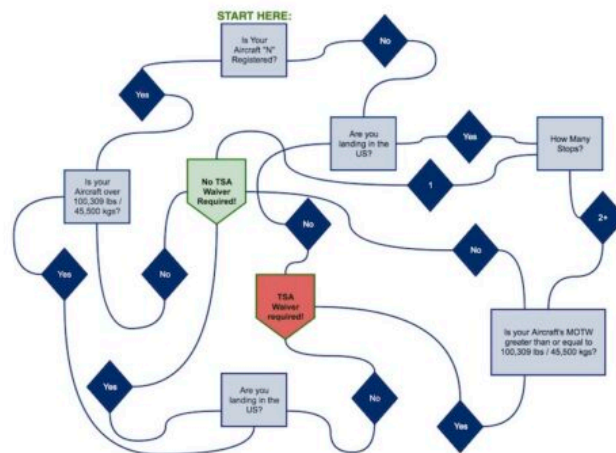 START HERE:
Is Your
Aircraft "N"
Registered?
No
Yes
Are you
landing in the
US?
Yes
How Many
Stops?
Is your
Aircraft over
100,309 lbs /
45,500 kgs?
No TSA
Waiver
Required!
1
2+
No
No
Yes
No
TSA
Waiver
required!
Is your Aircraft's MOTW
greater than or equal to
100,309 lbs / 45,500 kgs?
Yes
Are you
landing in the
US?
No
Yes